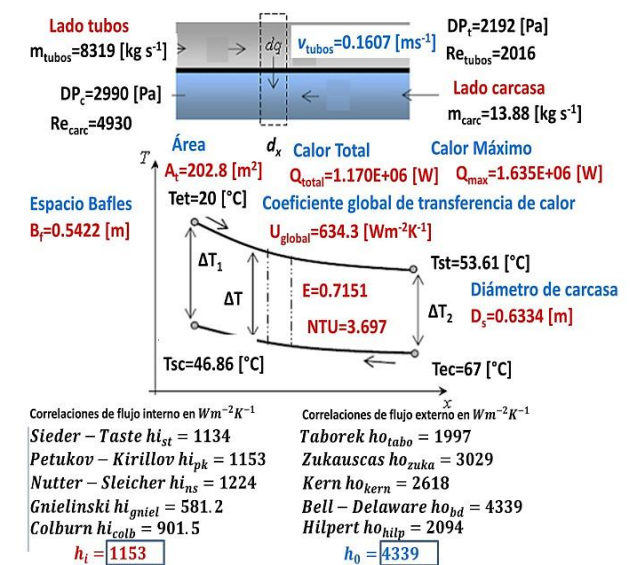 Lado tubos
m_tubos=8319 [kg s⁻¹]
dq
v_tubos=0.1607 [ms⁻¹]
DP_t=2192 [Pa]
Re_tubos=2016
DP_c=2990 [Pa]
Re_carc=4930
Lado carcasa
m_carc=13.88 [kg s⁻¹]
d_x
Área
A_t=202.8 [m²]
Calor Total
Q_total=1.170E+06 [W]
Calor Máximo
Q_max=1.635E+06 [W]
T
Espacio Bafles
B_f=0.5422 [m]
Tet=20 [°C]
Coeficiente global de transferencia de calor
U_global=634.3 [Wm⁻²K⁻¹]
ΔT₁
ΔT
E=0.7151
NTU=3.697
Tst=53.61 [°C]
ΔT₂
Diámetro de carcasa
D_s=0.6334 [m]
Tsc=46.86 [°C]
Tec=67 [°C]
x
Correlaciones de flujo interno en Wm⁻²K⁻¹
Sieder − Taste hi_st = 1134
Petukov − Kirillov hi_pk = 1153
Nutter − Sleicher hi_ns = 1224
Gnielinski hi_gniel = 581.2
Colburn hi_colb = 901.5
h_i = 1153
Correlaciones de flujo externo en Wm⁻²K⁻¹
Taborek ho_tabo = 1997
Zukauscas ho_zuka = 3029
Kern ho_kern = 2618
Bell − Delaware ho_bd = 4339
Hilpert ho_hilp = 2094
h_0 = 4339